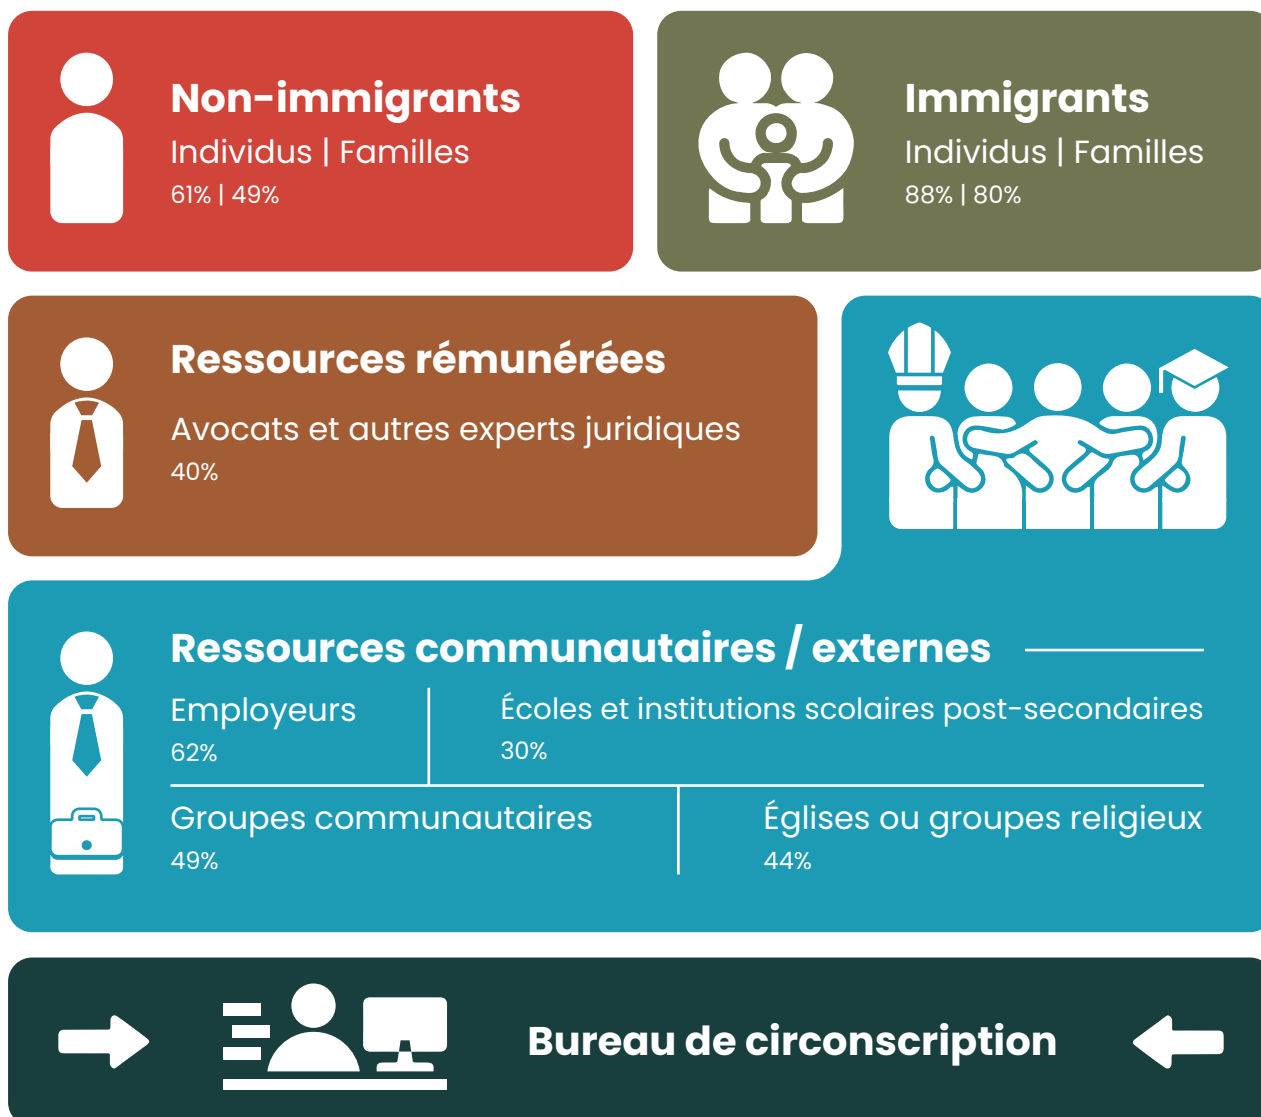 Non-immigrants
Individus | Familles
61% | 49%
Immigrants
Individus | Familles
88% | 80%
Ressources rémunérées
Avocats et autres experts juridiques
40%
Ressources communautaires / externes
Employeurs
62%
Écoles et institutions scolaires post-secondaires
30%
Groupes communautaires
49%
Églises ou groupes religieux
44%
Bureau de circonscription